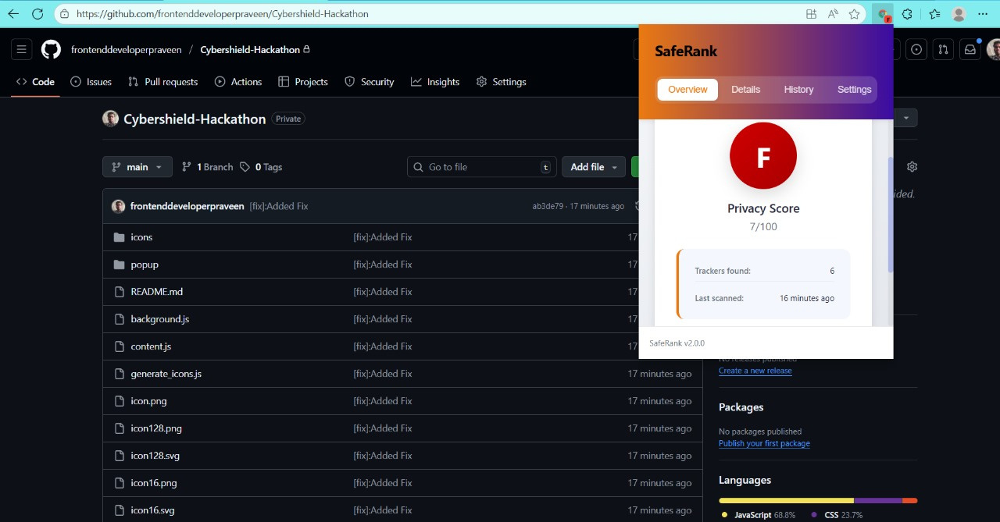 https://github.com/frontenddeveloperpraveen/Cybershield-Hackathon
frontenddeveloperpraveen / Cybershield-Hackathon
Code Issues Pull requests Actions Projects Security Insights Settings
Cybershield-Hackathon Private
main 1 Branch 0 Tags Go to file t Add file
frontenddeveloperpraveen [fix]:Added Fix ab3de79 · 17 minutes ago
icons [fix]:Added Fix 17
popup [fix]:Added Fix 17
README.md [fix]:Added Fix 17
background.js [fix]:Added Fix 17
content.js [fix]:Added Fix 17
generate_icons.js [fix]:Added Fix 17 minutes ago
icon.png [fix]:Added Fix 17 minutes ago
icon128.png [fix]:Added Fix 17 minutes ago
icon128.svg [fix]:Added Fix 17 minutes ago
icon16.png [fix]:Added Fix 17 minutes ago
icon16.svg [fix]:Added Fix 17 minutes ago
F
SafeRank
Overview Details History Settings
F
Privacy Score
7/100
Trackers found: 6
Last scanned: 16 minutes ago
SafeRank v2.0.0
No releases published
Create a new release
Packages
No packages published
Publish your first package
Languages
JavaScript 68.8% CSS 23.7%